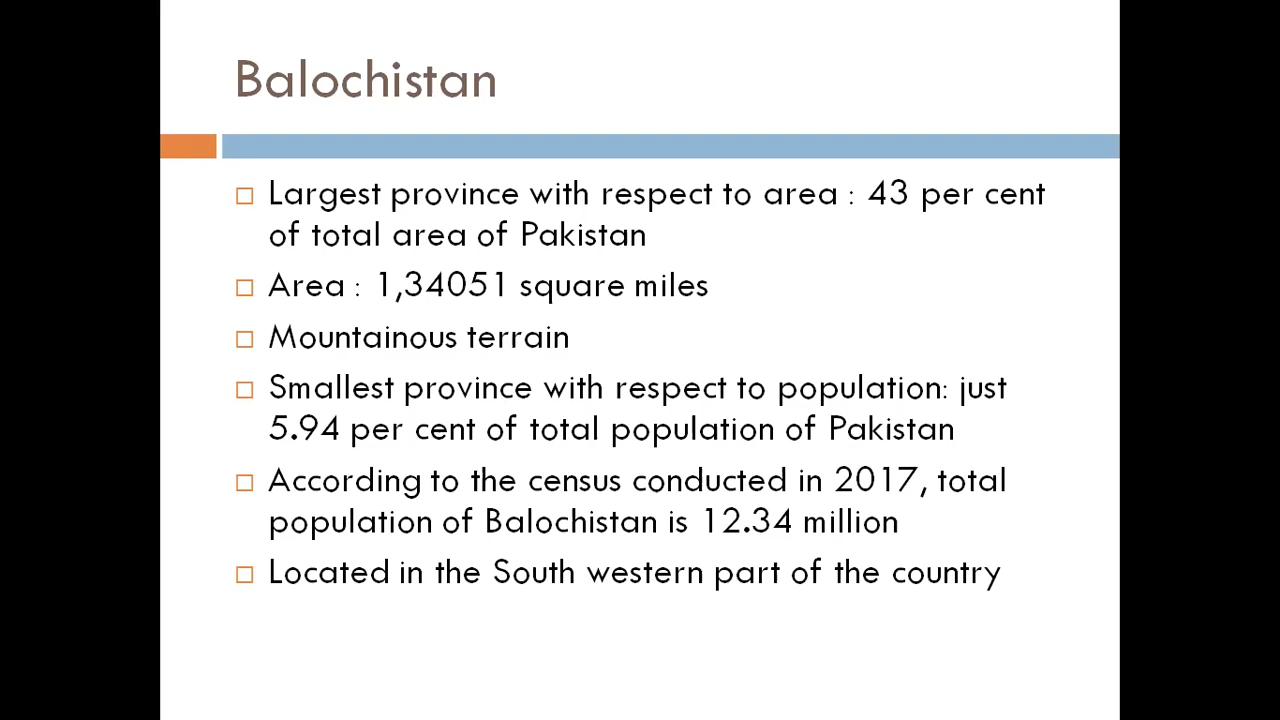 Balochistan
Largest province with respect to area : 43 per cent
of total area of Pakistan
Area : 1,34051 square miles
Mountainous terrain
Smallest province with respect to population: just
5.94 per cent of total population of Pakistan
According to the census conducted in 2017, total
population of Balochistan is 12.34 million
Located in the South western part of the country